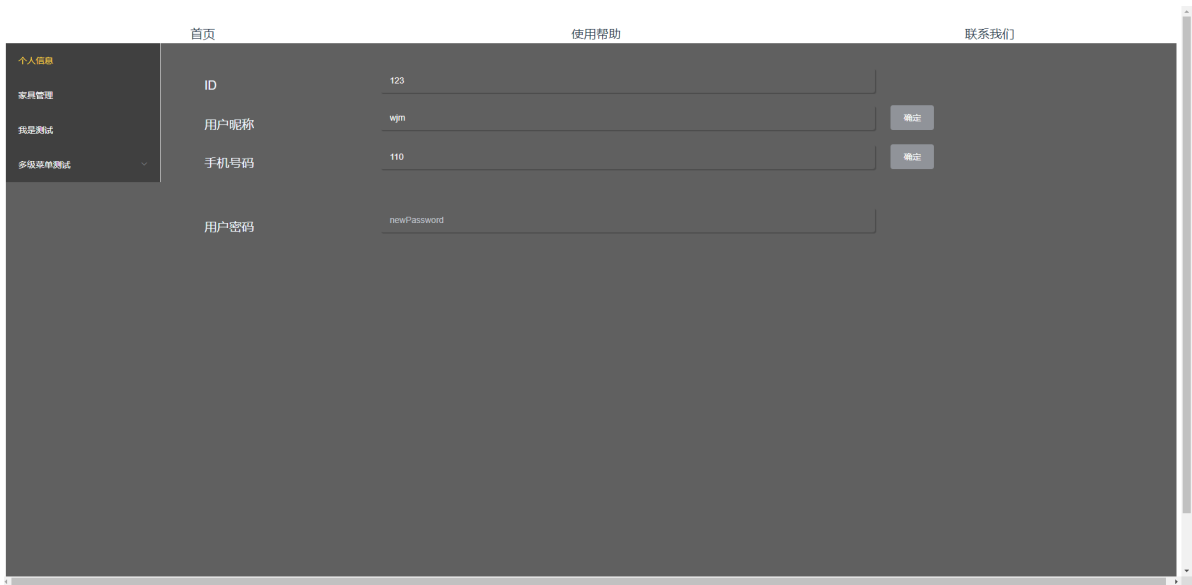 首页 使用帮助 联系我们
个人信息
家具管理
我是测试
多级菜单测试
ID 123
用户昵称 wjm 确定
手机号码 110 确定
用户密码 newPassword